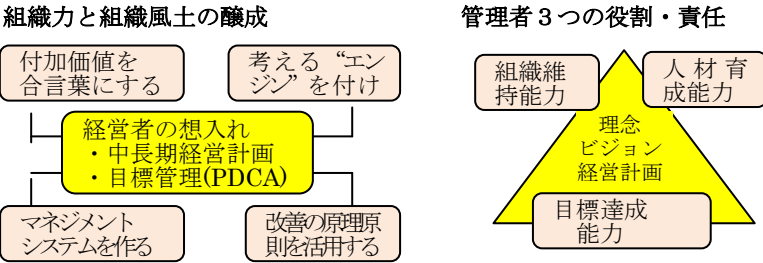 組織力と組織風土の醸成
付加価値を
合言葉にする
考える“エン
ジン”を付け
経営者の想入れ
・中長期経営計画
・目標管理(PDCA)
マネジメント
システムを作る
改善の原理原
則を活用する
管理者３つの役割・責任
組織維
持能力
人材育
成能力
理念
ビジョン
経営計画
目標達成
能力